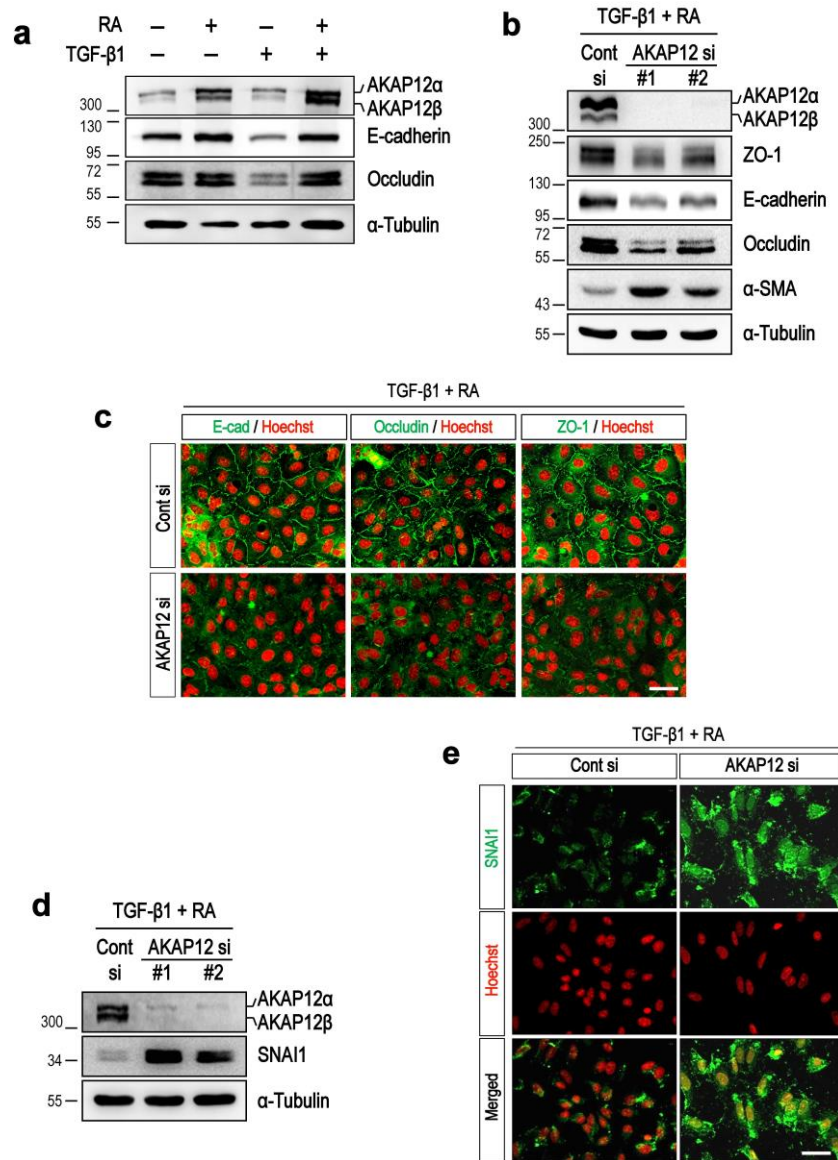 a
RA – + – +
TGF-β1 – – + +
AKAP12α
300 AKAP12β
130
E-cadherin
95
72
Occludin
55
55 α-Tubulin
b
TGF-β1 + RA
Cont AKAP12 si
si #1 #2
AKAP12α
300 AKAP12β
250
ZO-1
130
E-cadherin
95
72
Occludin
55
α-SMA
43
55 α-Tubulin
c
TGF-β1 + RA
E-cad / Hoechst Occludin / Hoechst ZO-1 / Hoechst
Cont si
AKAP12 si
d
TGF-β1 + RA
Cont AKAP12 si
si #1 #2
AKAP12α
300 AKAP12β
34 SNAI1
55 α-Tubulin
e
TGF-β1 + RA
Cont si AKAP12 si
SNAI1
Hoechst
Merged